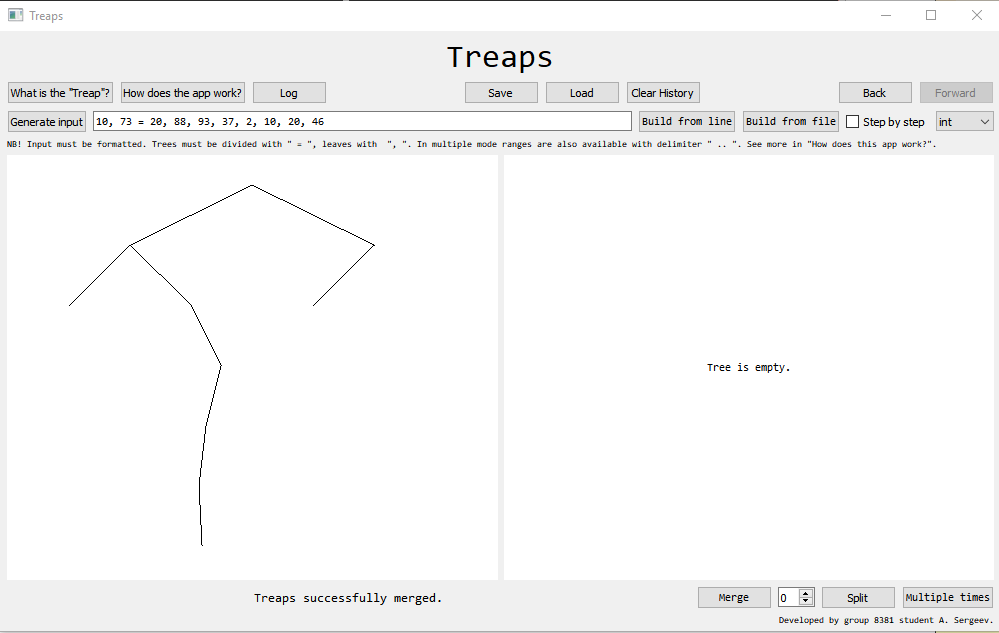 Treaps
Treaps
What is the "Treap"? How does the app work? Log Save Load Clear History Back Forward
Generate input 10, 73 = 20, 88, 93, 37, 2, 10, 20, 46 Build from line Build from file Step by step int
NB! Input must be formatted. Trees must be divided with " = ", leaves with  ", ". In multiple mode ranges are also available with delimiter " .. ". See more in "How does this app work?".
Tree is empty.
Treaps successfully merged. Merge 0 Split Multiple times
Developed by group 8381 student A. Sergeev.